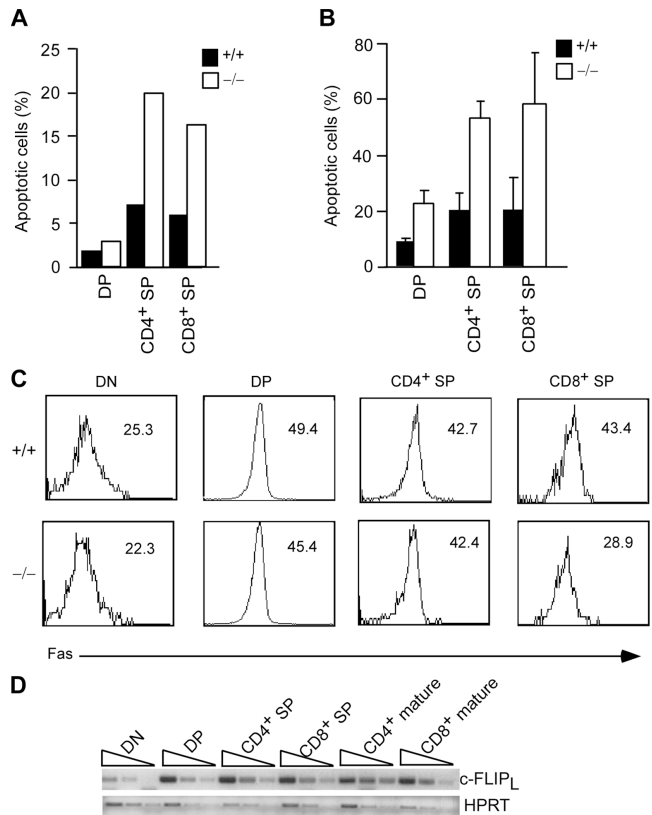 A
+/+
−/−
Apoptotic cells (%)
25
20
15
10
5
0
DP
CD4+ SP
CD8+ SP
B
+/+
−/−
Apoptotic cells (%)
80
60
40
20
0
DP
CD4+ SP
CD8+ SP
C
DN
DP
CD4+ SP
CD8+ SP
+/+
25.3
49.4
42.7
43.4
−/−
22.3
45.4
42.4
28.9
Fas
D
DN
DP
CD4+ SP
CD8+ SP
CD4+ mature
CD8+ mature
c-FLIPL
HPRT